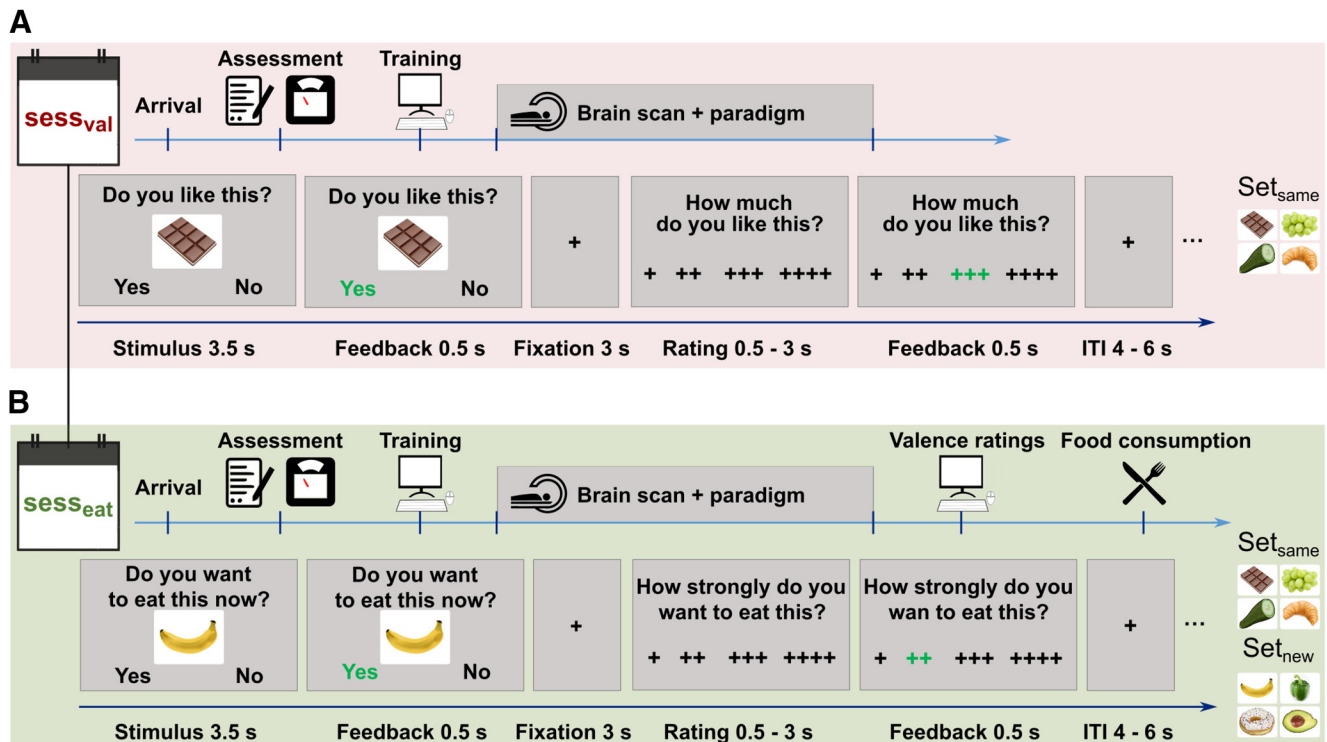 A
sess_val
Arrival
Assessment
Training
Brain scan + paradigm
Do you like this?
Yes No
Do you like this?
Yes No
+
How much
do you like this?
+ ++ +++ ++++
How much
do you like this?
+ ++ +++ ++++
+
...
Set_same
Stimulus 3.5 s
Feedback 0.5 s
Fixation 3 s
Rating 0.5 - 3 s
Feedback 0.5 s
ITI 4 - 6 s
B
sess_eat
Arrival
Assessment
Training
Brain scan + paradigm
Valence ratings
Food consumption
Do you want
to eat this now?
Yes No
Do you want
to eat this now?
Yes No
+
How strongly do you
want to eat this?
+ ++ +++ ++++
How strongly do you
wan to eat this?
+ ++ +++ ++++
+
...
Set_same
Set_new
Stimulus 3.5 s
Feedback 0.5 s
Fixation 3 s
Rating 0.5 - 3 s
Feedback 0.5 s
ITI 4 - 6 s